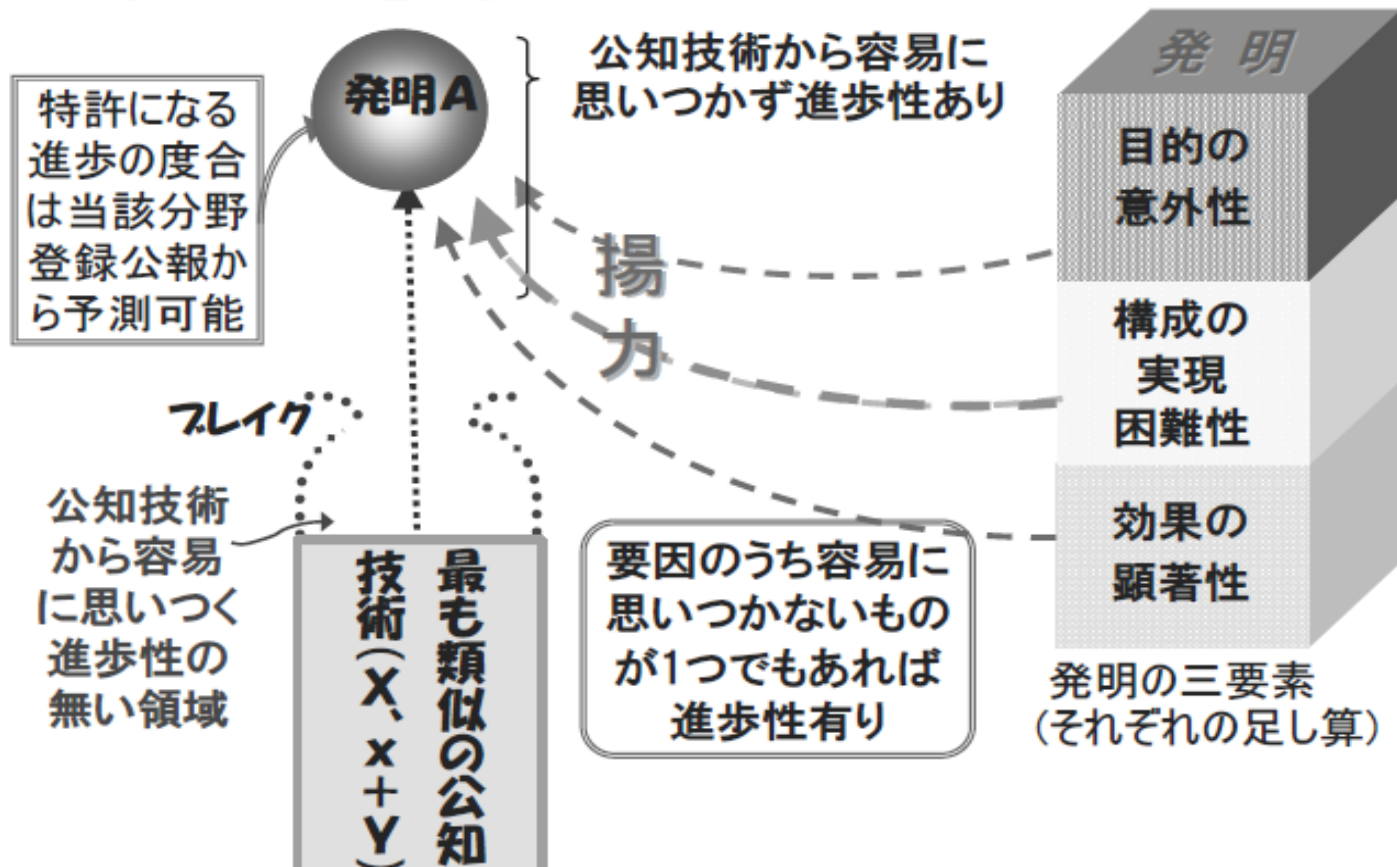 発明A
公知技術から容易に
思いつかず進歩性あり
特許になる
進歩の度合
は当該分野
登録公報か
ら予測可能
揚
力
ブレイク
公知技術
から容易
に思いつく
進歩性の
無い領域
最も類似の公知
技術(X、x+Y)
要因のうち容易に
思いつかないもの
が1つでもあれば
進歩性有り
発明
目的の
意外性
構成の
実現
困難性
効果の
顕著性
発明の三要素
(それぞれの足し算)